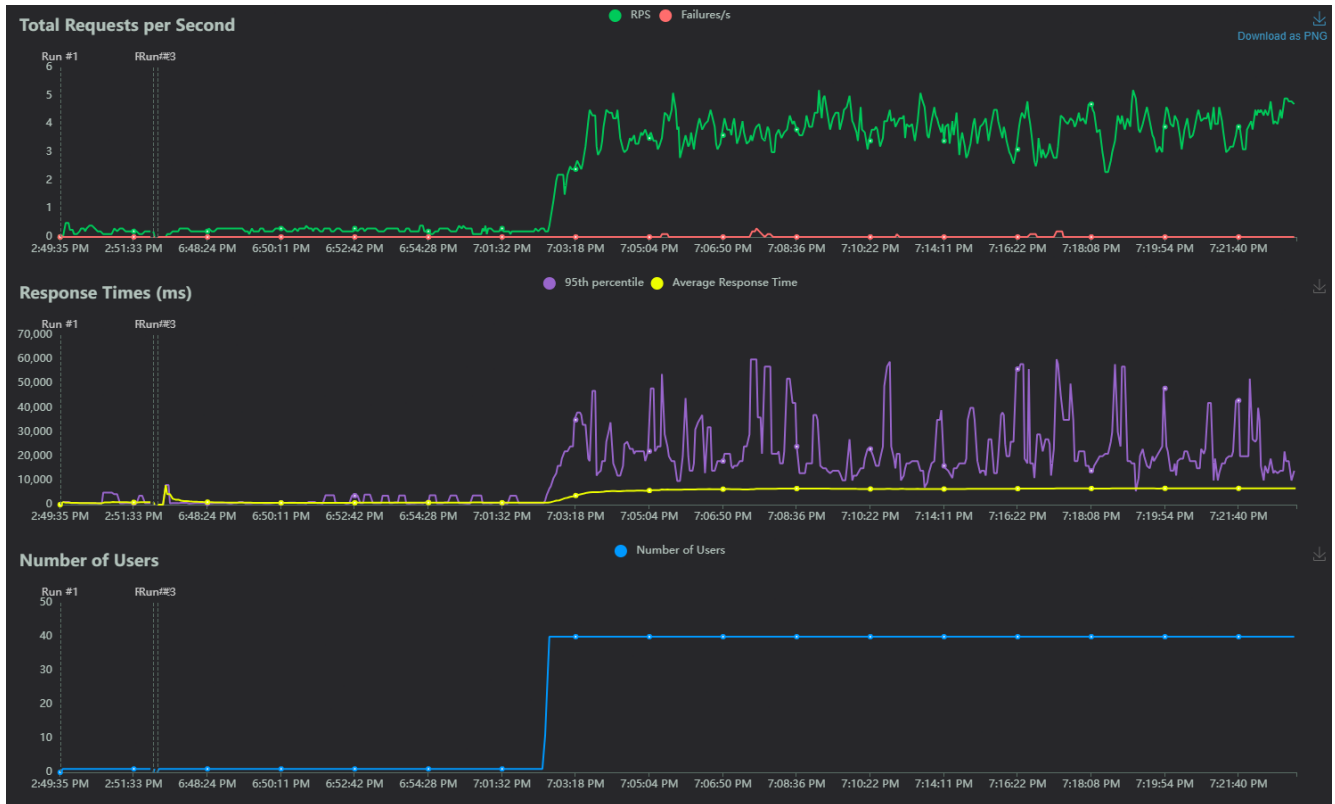 RPS Failures/s
Total Requests per Second
Download as PNG
Run #1
6
5
4
3
2
1
0
2:49:35 PM 2:51:33 PM 6:48:24 PM 6:50:11 PM 6:52:42 PM 6:54:28 PM 7:01:32 PM 7:03:18 PM 7:05:04 PM 7:06:50 PM 7:08:36 PM 7:10:22 PM 7:14:11 PM 7:16:22 PM 7:18:08 PM 7:19:54 PM 7:21:40 PM
95th percentile Average Response Time
Response Times (ms)
Run #1
70,000
60,000
50,000
40,000
30,000
20,000
10,000
0
2:49:35 PM 2:51:33 PM 6:48:24 PM 6:50:11 PM 6:52:42 PM 6:54:28 PM 7:01:32 PM 7:03:18 PM 7:05:04 PM 7:06:50 PM 7:08:36 PM 7:10:22 PM 7:14:11 PM 7:16:22 PM 7:18:08 PM 7:19:54 PM 7:21:40 PM
Number of Users
Number of Users
Run #1
50
40
30
20
10
0
2:49:35 PM 2:51:33 PM 6:48:24 PM 6:50:11 PM 6:52:42 PM 6:54:28 PM 7:01:32 PM 7:03:18 PM 7:05:04 PM 7:06:50 PM 7:08:36 PM 7:10:22 PM 7:14:11 PM 7:16:22 PM 7:18:08 PM 7:19:54 PM 7:21:40 PM